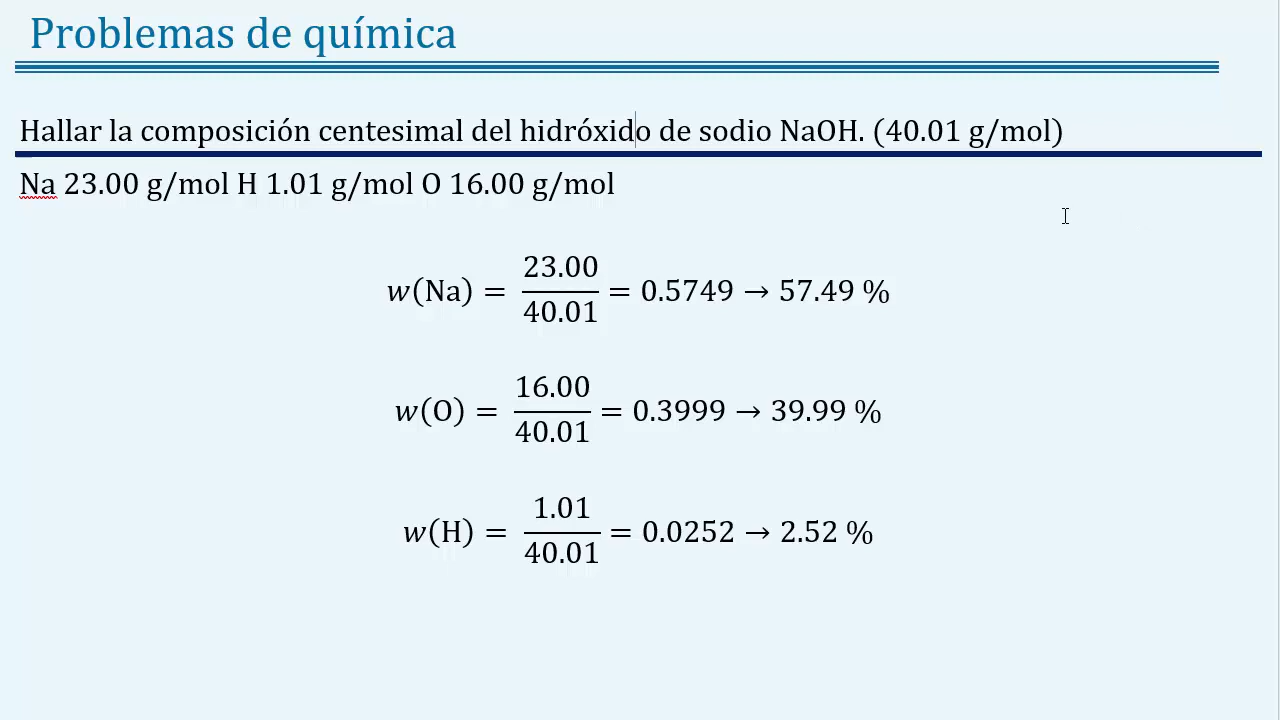 Problemas de química
Hallar la composición centesimal del hidróxido de sodio NaOH. (40.01 g/mol)
Na 23.00 g/mol H 1.01 g/mol O 16.00 g/mol
w(Na) = 23.00/40.01 = 0.5749 → 57.49 %
w(O) = 16.00/40.01 = 0.3999 → 39.99 %
w(H) = 1.01/40.01 = 0.0252 → 2.52 %